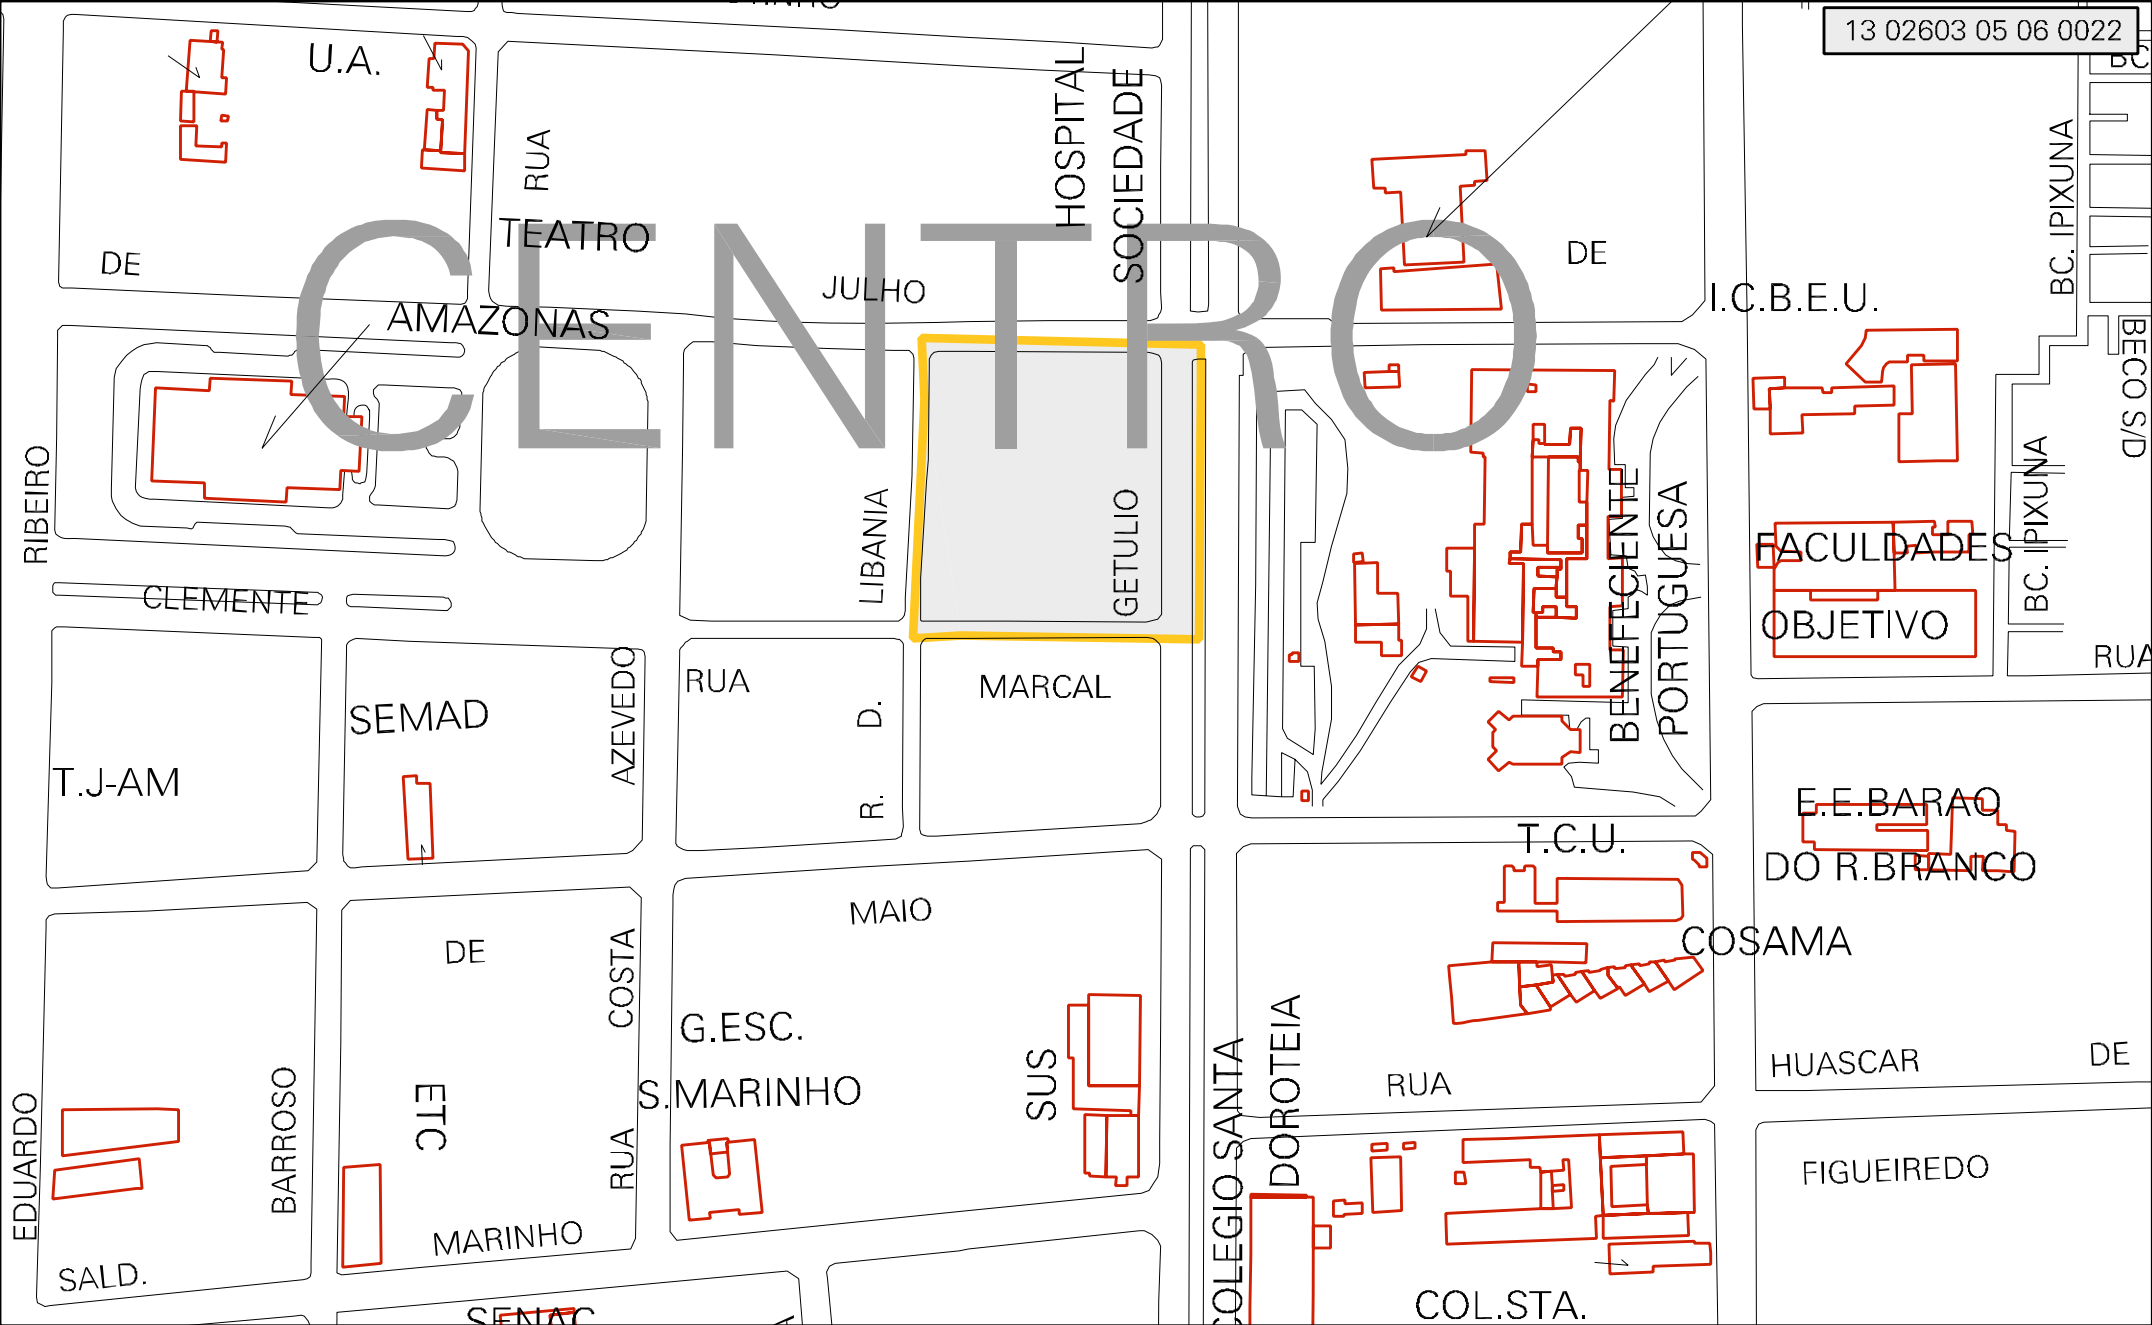 13 02603 05 06 0022
U.A.
HOSPITAL
SOCIEDADE
RUA
TEATRO
AMAZONAS
CENTRO
DE
JULHO
DE
I.C.B.E.U.
BC. IPIXUNA
BECO S/D
BC. IPIXUNA
RIBEIRO
LIBANIA
GETULIO
BENEFICIENTE
PORTUGUESA
FACULDADES
OBJETIVO
RUA
CLEMENTE
AZEVEDO
RUA
R. D.
MARCAL
SEMAD
T.J-AM
E.E.BARAO
DO R.BRANCO
T.C.U.
MAIO
DE
COSTA
COSAMA
G.ESC.
S.MARINHO
SUS
COLEGIO SANTA
DOROTEIA
RUA
HUASCAR
DE
EDUARDO
BARROSO
ETC
RUA
FIGUEIREDO
MARINHO
SALD.
SENAC
COL.STA.